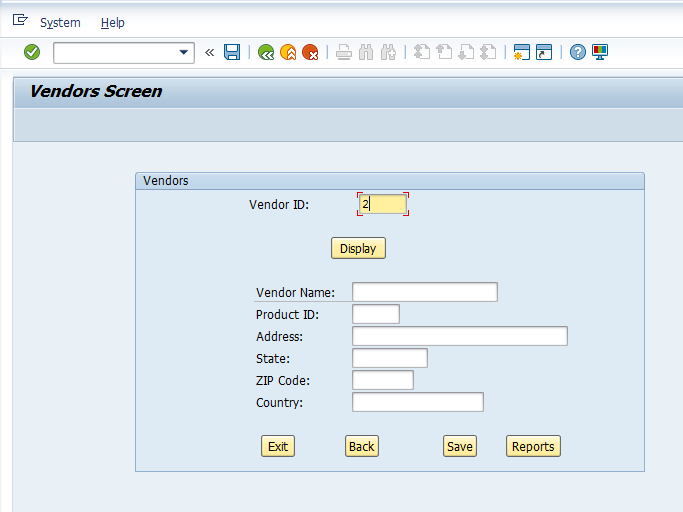 System Help
Vendors Screen
Vendors
Vendor ID: 2
Display
Vendor Name:
Product ID:
Address:
State:
ZIP Code:
Country:
Exit Back Save Reports